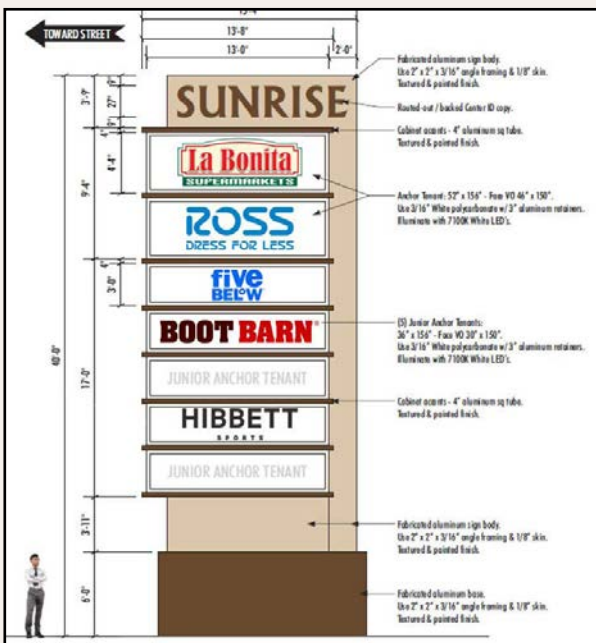 13'-8"
TOWARD STREET
13'-0"
2'-0"
Fabricated aluminum sign body.
Use 2" x 2" x 3/16" angle framing & 1/8" skin.
Textured & painted finish.
9"
3'-9"
27"
9"
SUNRISE
Routed-out / backed Center ID copy.
Cabinet accents - 4" aluminum sq tube.
Textured & painted finish.
4"
4'-4"
9'-4"
La Bonita
SUPERMARKETS
Anchor Tenant: 52" x 156" - Face VO 46" x 150".
Use 3/16" White polycarbonate w/ 3" aluminum retainers.
Illuminate with 7100K White LED's.
ROSS
DRESS FOR LESS
4"
3'-0"
five
BELOW
40'-0"
17'-0"
BOOT BARN
(5) Junior Anchor Tenants:
36" x 156" - Face VO 30" x 150".
Use 3/16" White polycarbonate w/ 3" aluminum retainers.
Illuminate with 7100K White LED's.
JUNIOR ANCHOR TENANT
Cabinet accents - 4" aluminum sq tube.
Textured & painted finish.
HIBBETT
SPORTS
JUNIOR ANCHOR TENANT
3'-11"
Fabricated aluminum sign body.
Use 2" x 2" x 3/16" angle framing & 1/8" skin.
Textured & painted finish.
6'-0"
Fabricated aluminum base.
Use 2" x 2" x 3/16" angle framing & 1/8" skin.
Textured & painted finish.